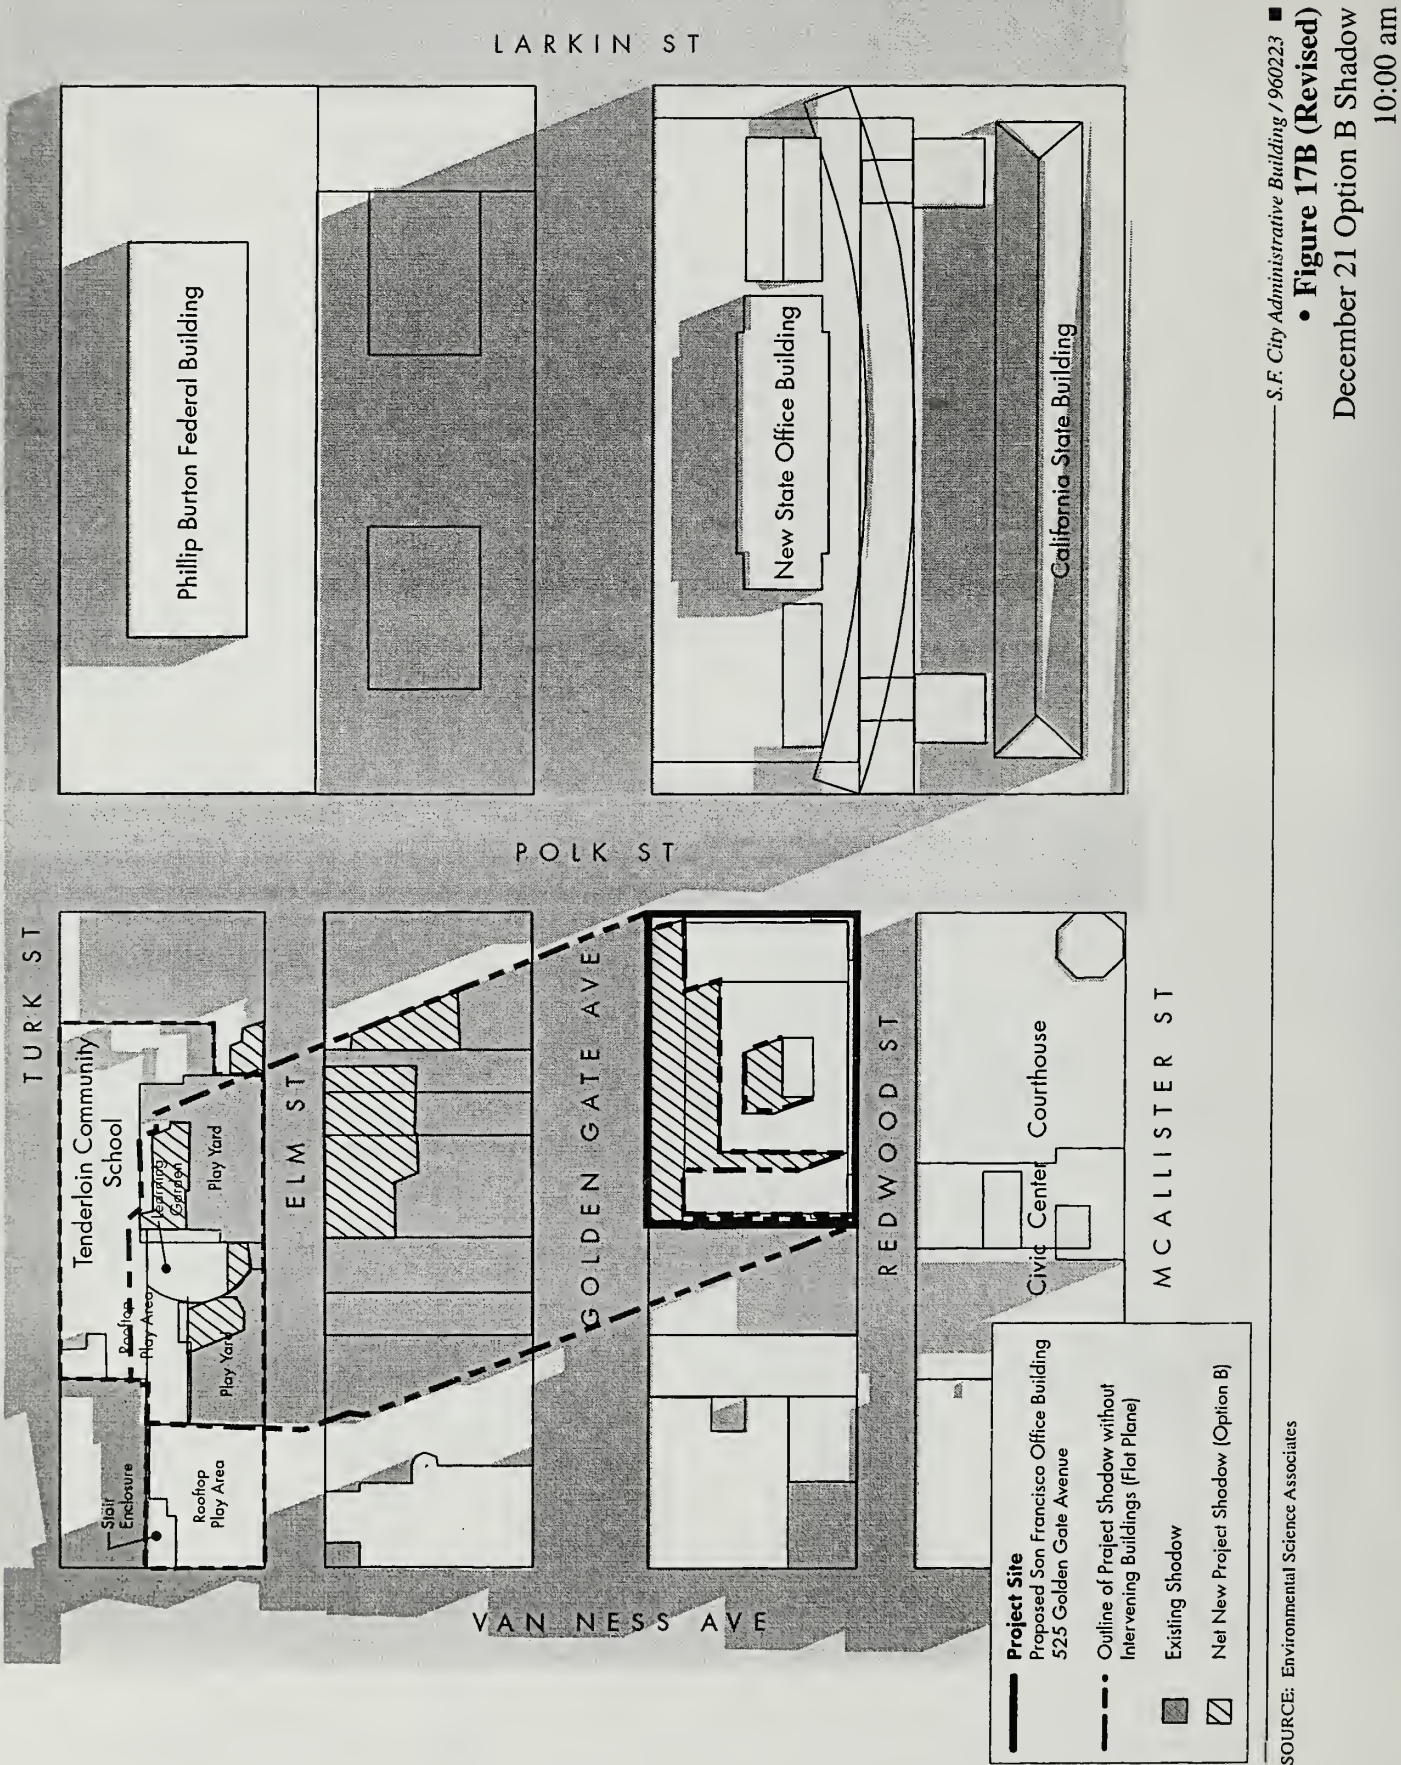 S.F. City Administrative Building / 960223 ■
• Figure 17B (Revised)
December 21 Option B Shadow
10:00 am
LARKIN ST
Phillip Burton Federal Building
New State Office Building
California State Building
POLK ST
TURK ST
Tenderloin Community
School
Learning
Garden
Play Yard
Rooftop
Play Area
Play Yard
Stair
Enclosure
Rooftop
Play Area
ELM ST
GOLDEN GATE AVE
REDWOOD ST
Civic Center Courthouse
MCALLISTER ST
VAN NESS AVE
Project Site
Proposed San Francisco Office Building
525 Golden Gate Avenue
Outline of Project Shadow without
Intervening Buildings (Flat Plane)
Existing Shadow
Net New Project Shadow (Option B)
SOURCE: Environmental Science Associates